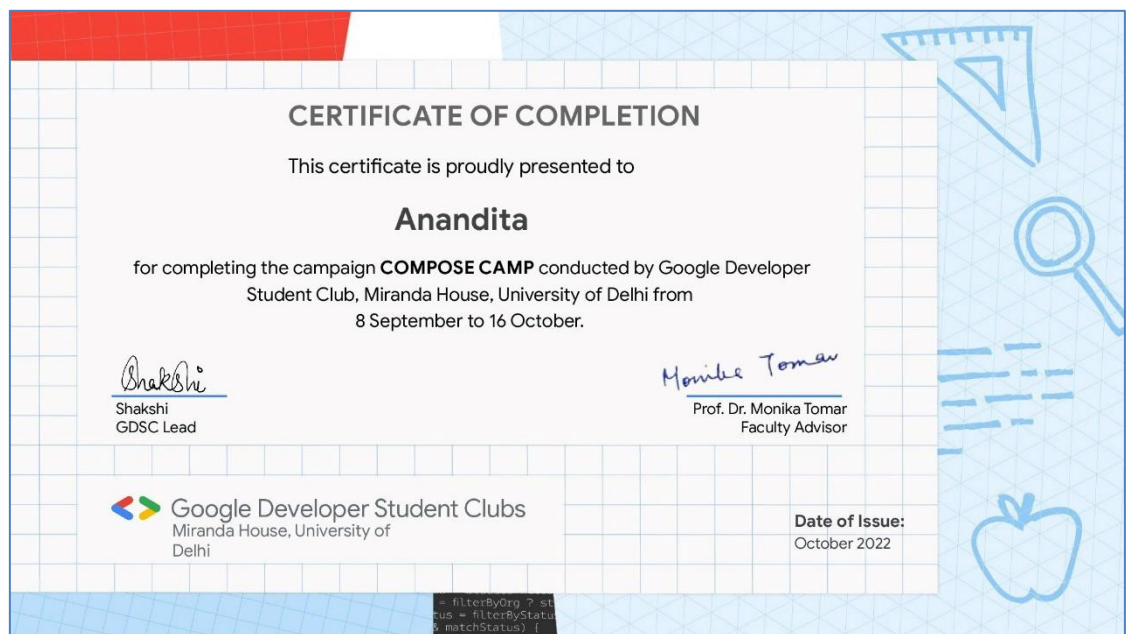 CERTIFICATE OF COMPLETION
This certificate is proudly presented to
Anandita
for completing the campaign COMPOSE CAMP conducted by Google Developer
Student Club, Miranda House, University of Delhi from
8 September to 16 October.
Shakshi
Shakshi
GDSC Lead
Monika Tomar
Prof. Dr. Monika Tomar
Faculty Advisor
Google Developer Student Clubs
Miranda House, University of
Delhi
Date of Issue:
October 2022
= filterByOrg ? st
tus = filterByStatu
& matchStatus) {